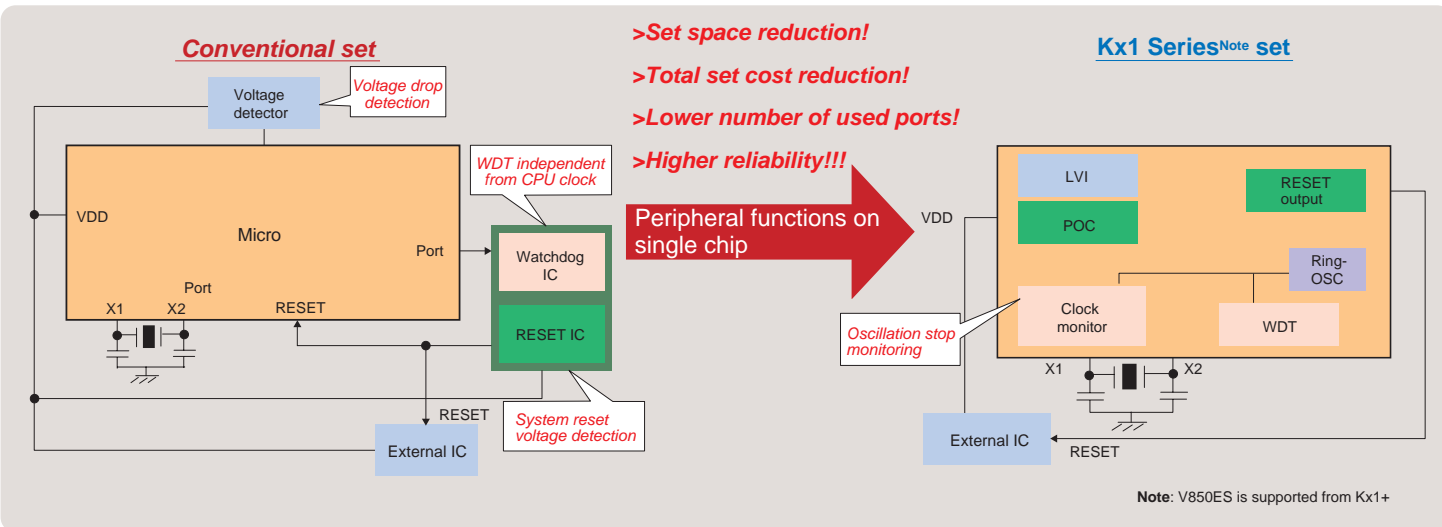 Conventional set
Voltage
detector
Voltage drop
detection
WDT independent
from CPU clock
VDD
Micro
Port
Port
X1
X2
RESET
Watchdog
IC
RESET IC
RESET
External IC
System reset
voltage detection
>Set space reduction!
>Total set cost reduction!
>Lower number of used ports!
>Higher reliability!!!
Peripheral functions on
single chip
Kx1 SeriesNote set
VDD
LVI
POC
RESET
output
Ring-
OSC
Clock
monitor
WDT
Oscillation stop
monitoring
X1
X2
External IC
RESET
Note: V850ES is supported from Kx1+